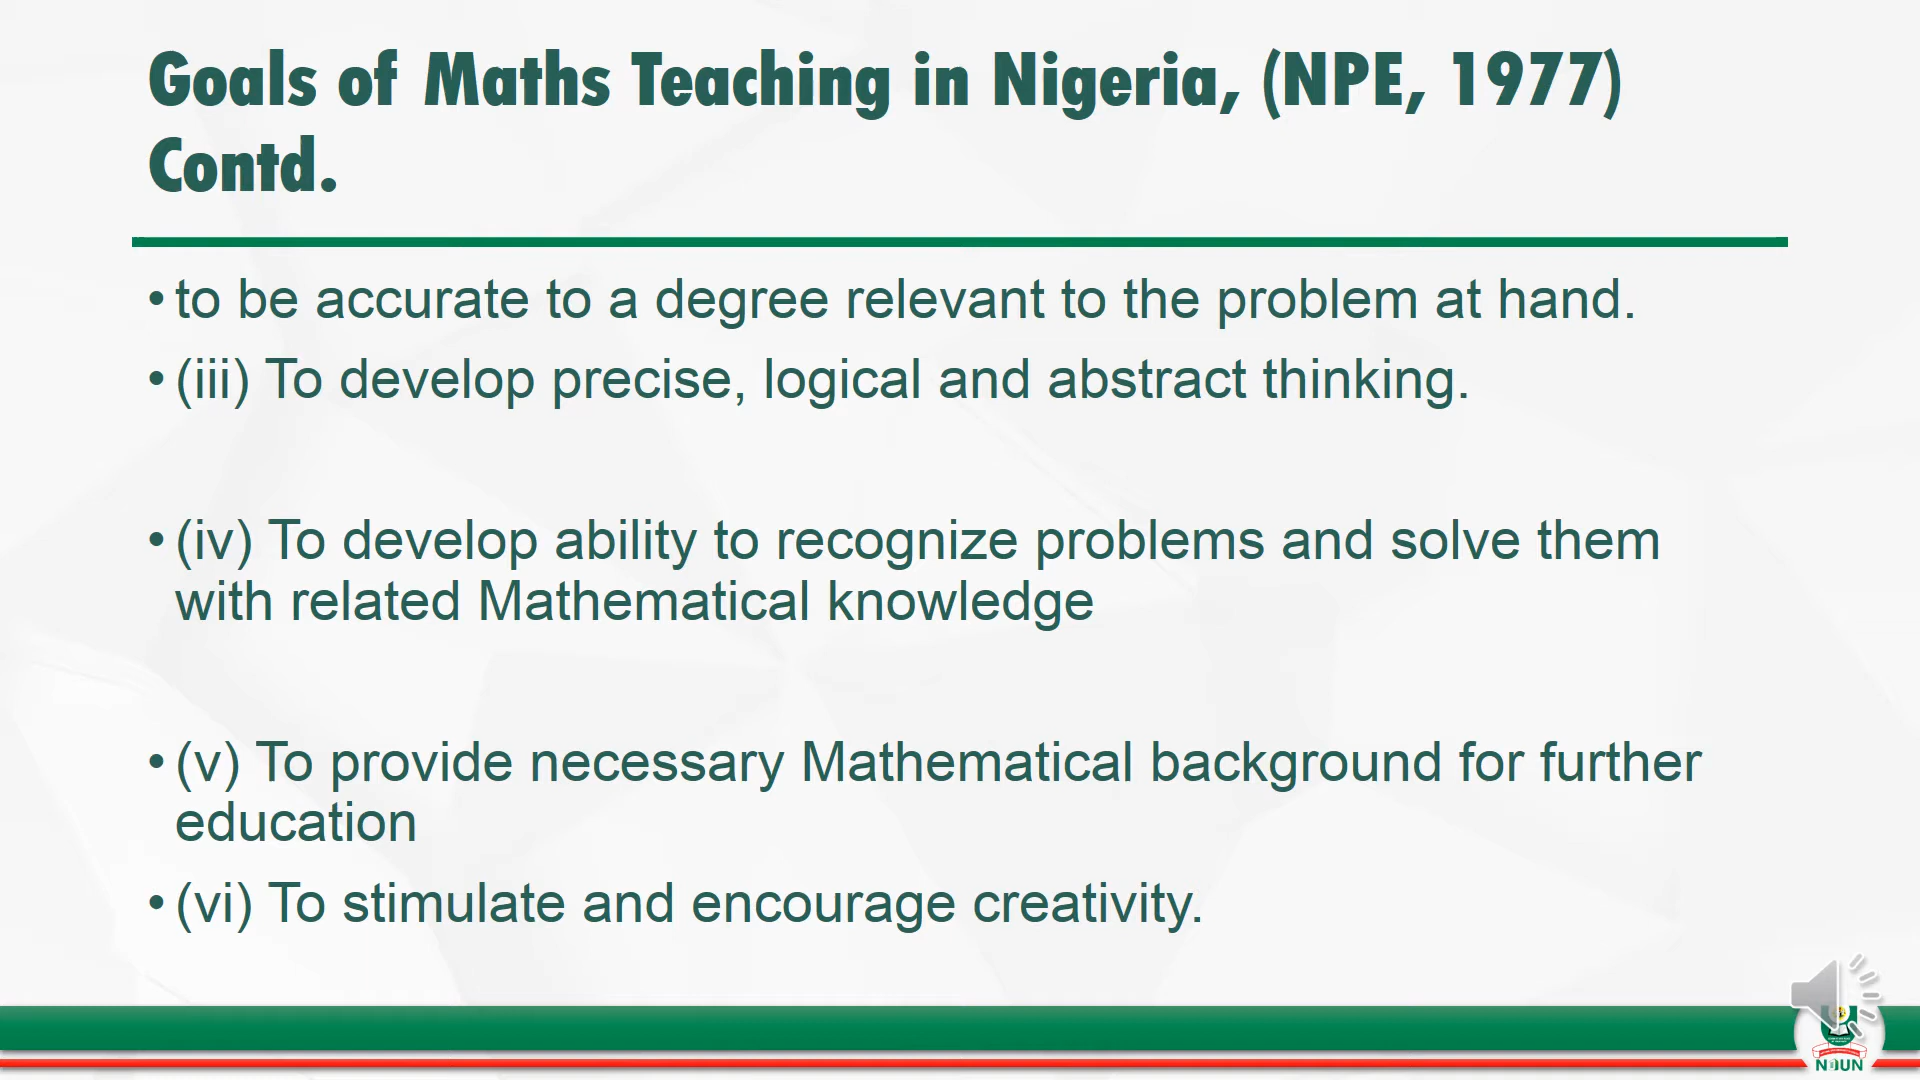 Goals of Maths Teaching in Nigeria, (NPE, 1977)
Contd.
• to be accurate to a degree relevant to the problem at hand.
• (iii) To develop precise, logical and abstract thinking.
• (iv) To develop ability to recognize problems and solve them
with related Mathematical knowledge
• (v) To provide necessary Mathematical background for further
education
• (vi) To stimulate and encourage creativity.
NOUN